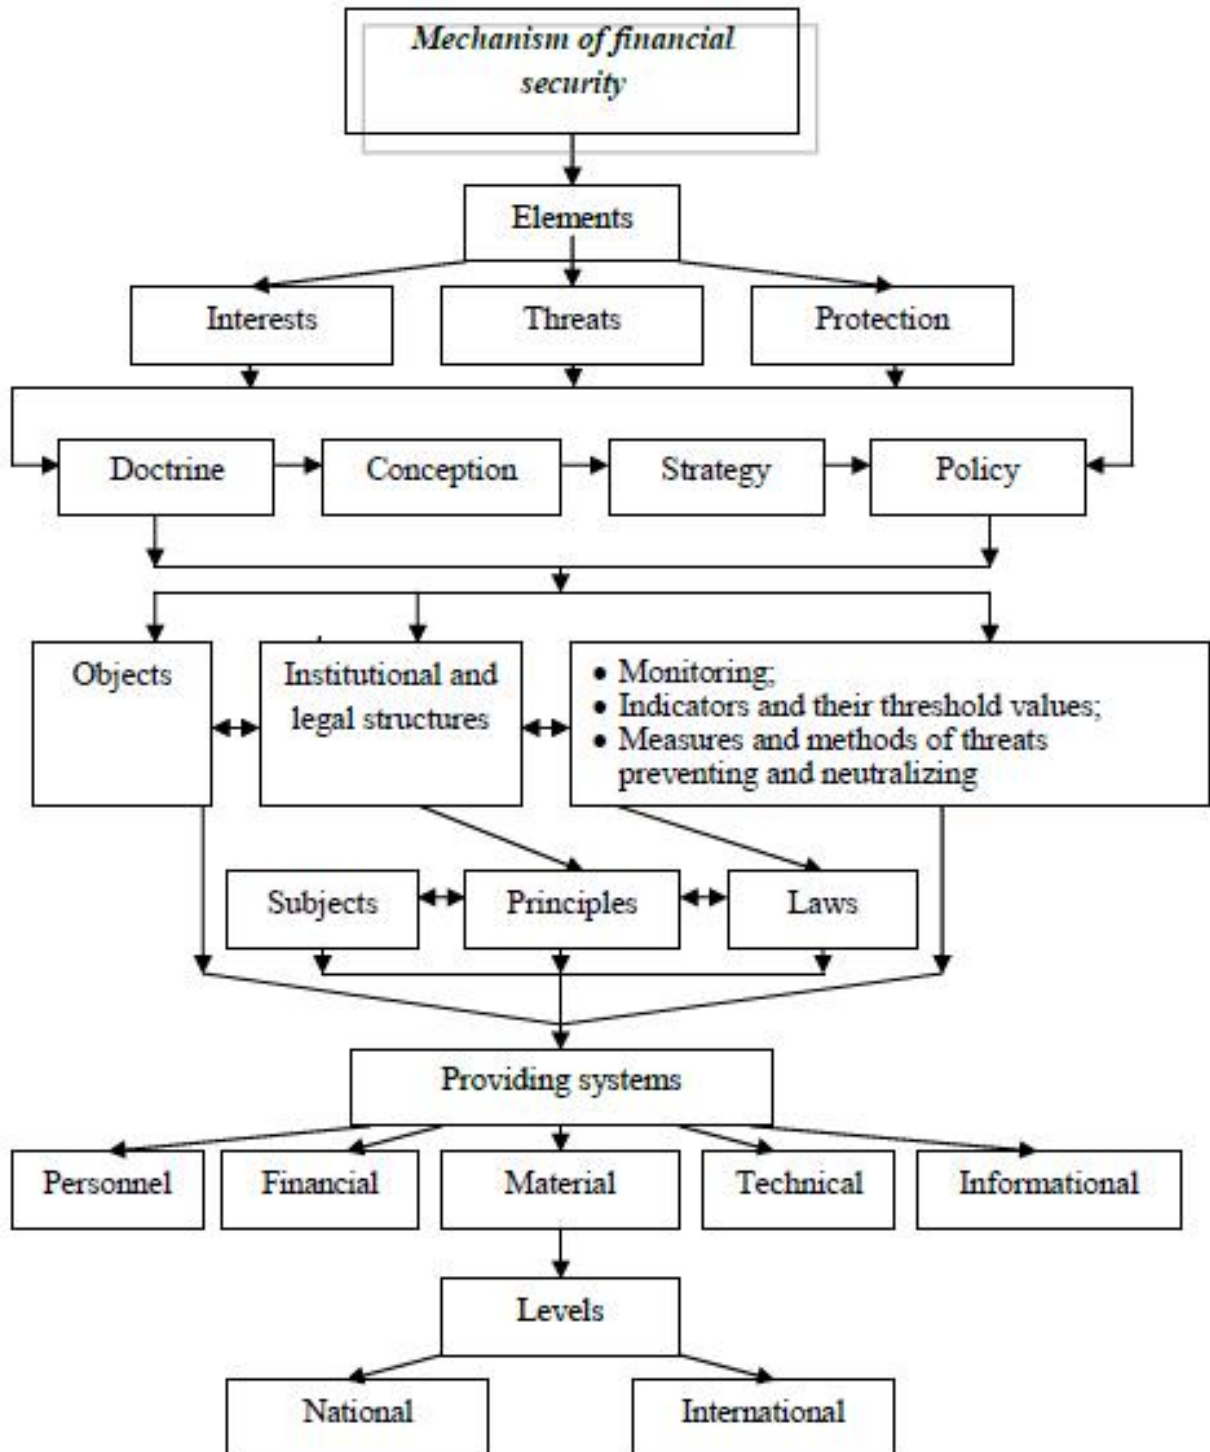 Mechanism of financial
security
Elements
Interests
Threats
Protection
Doctrine
Conception
Strategy
Policy
Objects
Institutional and
legal structures
● Monitoring;
● Indicators and their threshold values;
● Measures and methods of threats
preventing and neutralizing
Subjects
Principles
Laws
Providing systems
Personnel
Financial
Material
Technical
Informational
Levels
National
International